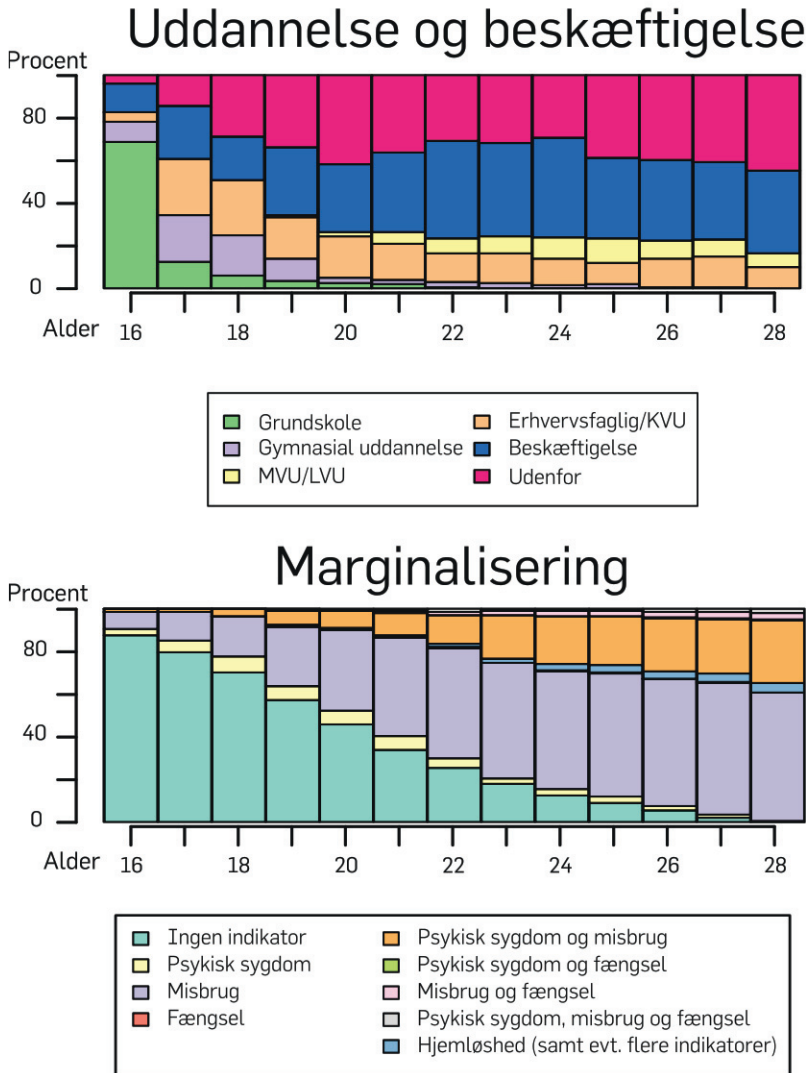 Uddannelse og beskæftigelse
Procent
80
40
0
Alder 16 18 20 22 24 26 28
Grundskole
Gymnasial uddannelse
MVU/LVU
Erhvervsfaglig/KVU
Beskæftigelse
Udenfor
Marginalisering
Procent
80
40
0
Alder 16 18 20 22 24 26 28
Ingen indikator
Psykisk sygdom
Misbrug
Fængsel
Psykisk sygdom og misbrug
Psykisk sygdom og fængsel
Misbrug og fængsel
Psykisk sygdom, misbrug og fængsel
Hjemløshed (samt evt. flere indikatorer)